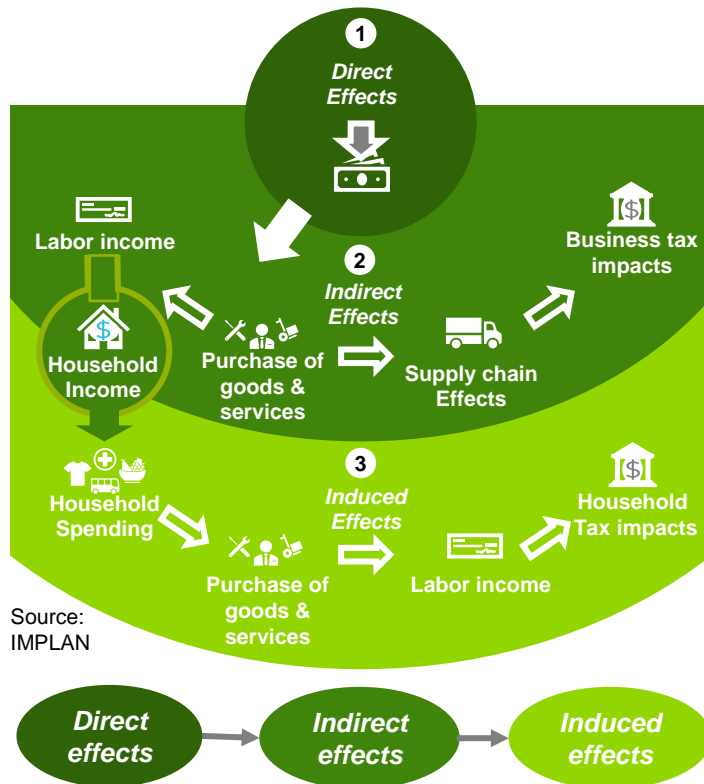 1
Direct
Effects
Labor income
Business tax
impacts
2
Indirect
Effects
$
$
Household
Income
Purchase of
goods &
services
Supply chain
Effects
3
Induced
Effects
$
Household
Spending
Household
Tax impacts
Purchase of
goods &
services
Labor income
Source:
IMPLAN
Direct
effects
Indirect
effects
Induced
effects